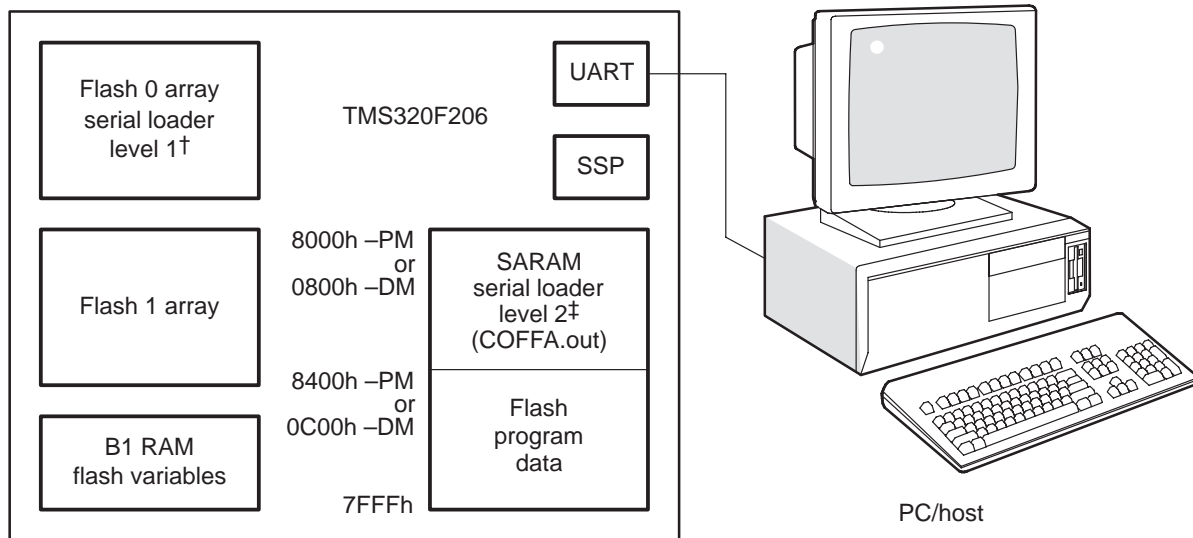 Flash 0 array
serial loader
level 1†
TMS320F206
UART
SSP
Flash 1 array
8000h –PM
or
0800h –DM
SARAM
serial loader
level 2‡
(COFFA.out)
8400h –PM
or
0C00h –DM
Flash
program
data
B1 RAM
flash variables
7FFFh
PC/host